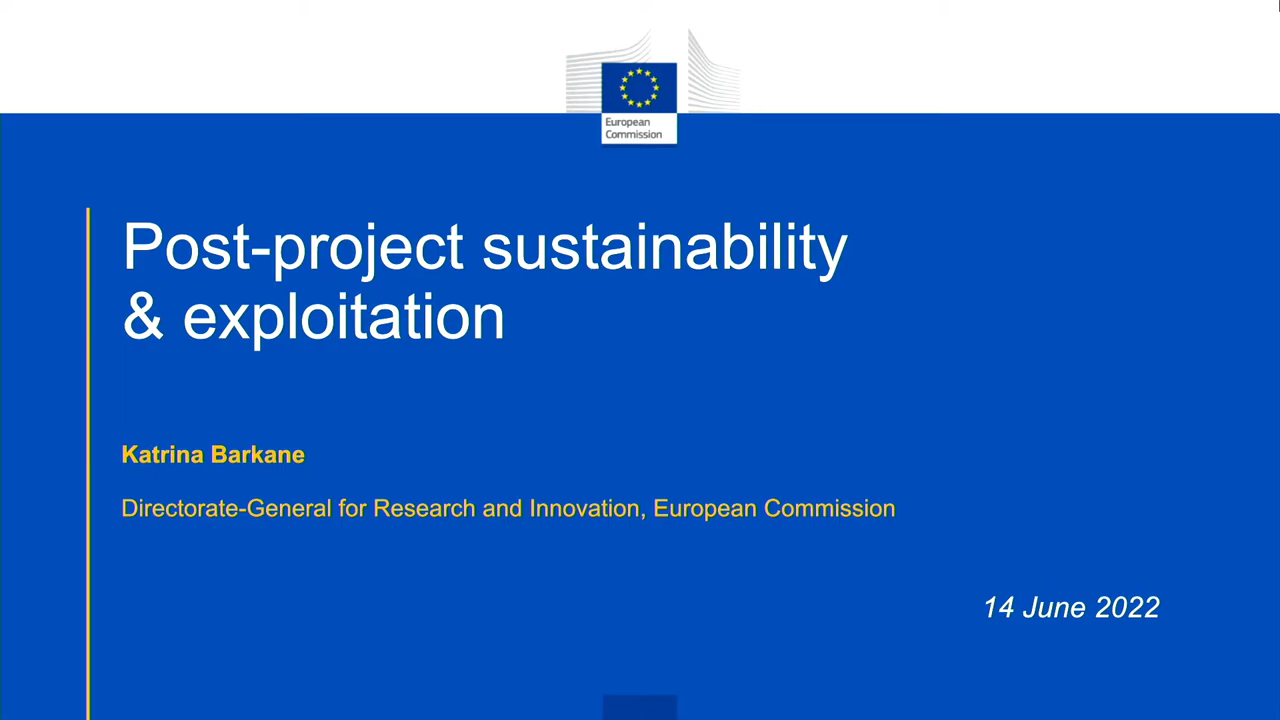 European
Commission
Post-project sustainability
& exploitation
Katrina Barkane
Directorate-General for Research and Innovation, European Commission
14 June 2022